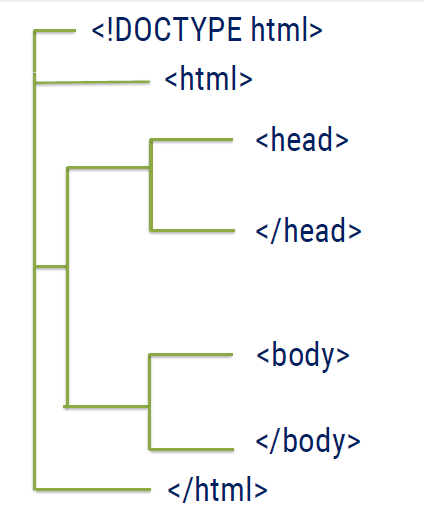 <!DOCTYPE html>
<html>
<head>
</head>
<body>
</body>
</html>